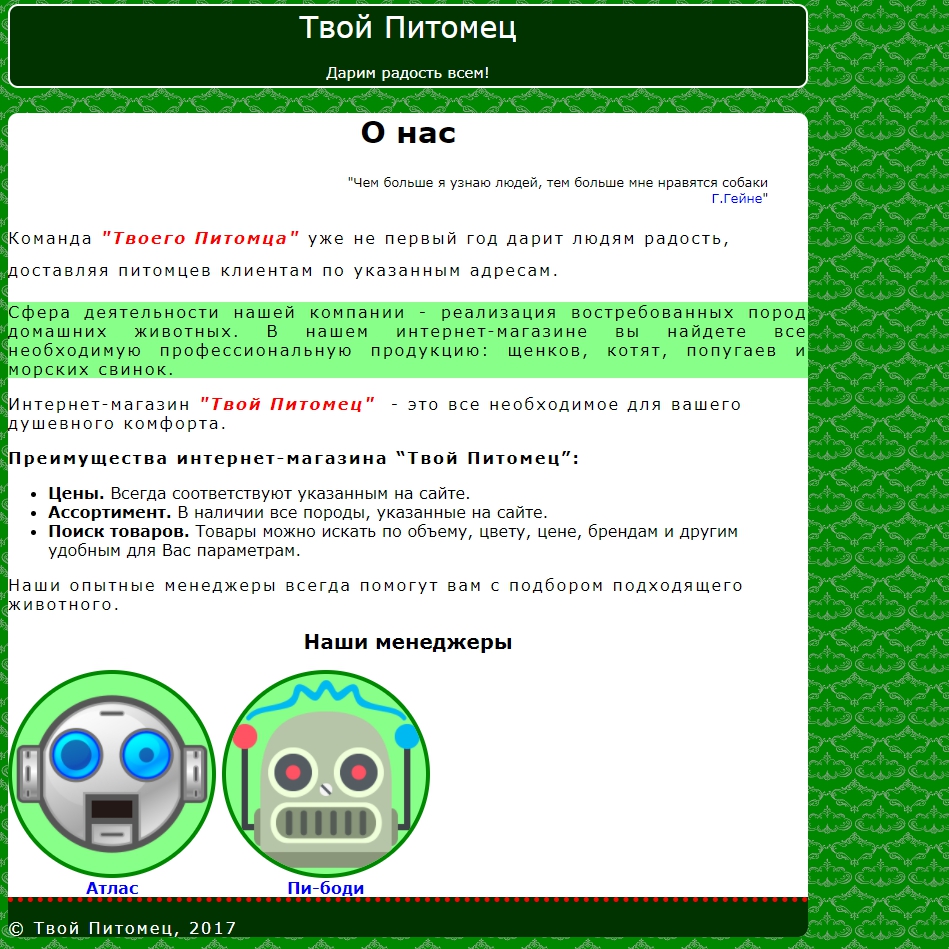 Твой Питомец
Дарим радость всем!
О нас
"Чем больше я узнаю людей, тем больше мне нравятся собаки
Г.Гейне"
Команда "Твоего Питомца" уже не первый год дарит людям радость,
доставляя питомцев клиентам по указанным адресам.
Сфера деятельности нашей компании - реализация востребованных пород
домашних животных. В нашем интернет-магазине вы найдете все
необходимую профессиональную продукцию: щенков, котят, попугаев и
морских свинок.
Интернет-магазин "Твой Питомец" - это все необходимое для вашего
душевного комфорта.
Преимущества интернет-магазина “Твой Питомец”:
• Цены. Всегда соответствуют указанным на сайте.
• Ассортимент. В наличии все породы, указанные на сайте.
• Поиск товаров. Товары можно искать по объему, цвету, цене, брендам и другим
удобным для Вас параметрам.
Наши опытные менеджеры всегда помогут вам с подбором подходящего
животного.
Наши менеджеры
Атлас Пи-боди
© Твой Питомец, 2017